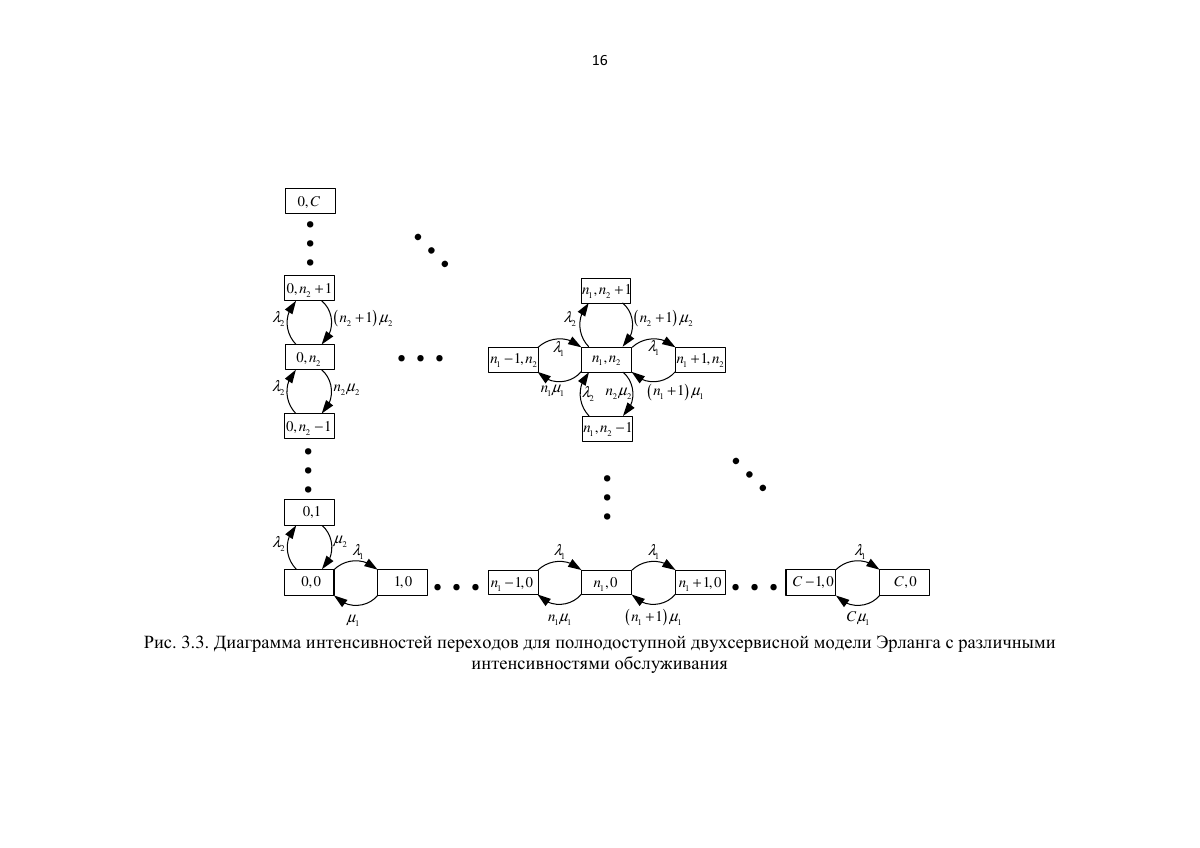 16
0, C
0, n₂ + 1
n₁, n₂ + 1
λ₂
(n₂ + 1) μ₂
λ₂
(n₂ + 1) μ₂
0, n₂
n₁ − 1, n₂
λ₁
n₁, n₂
λ₁
n₁ + 1, n₂
λ₂
n₂μ₂
n₁μ₁
λ₂
n₂μ₂
(n₁ + 1) μ₁
0, n₂ − 1
n₁, n₂ − 1
0,1
λ₂
μ₂
λ₁
λ₁
λ₁
λ₁
0,0
1,0
n₁ − 1,0
n₁,0
n₁ + 1,0
C − 1,0
C,0
μ₁
n₁μ₁
(n₁ + 1) μ₁
Cμ₁
Рис. 3.3. Диаграмма интенсивностей переходов для полнодоступной двухсервисной модели Эрланга с различными
интенсивностями обслуживания